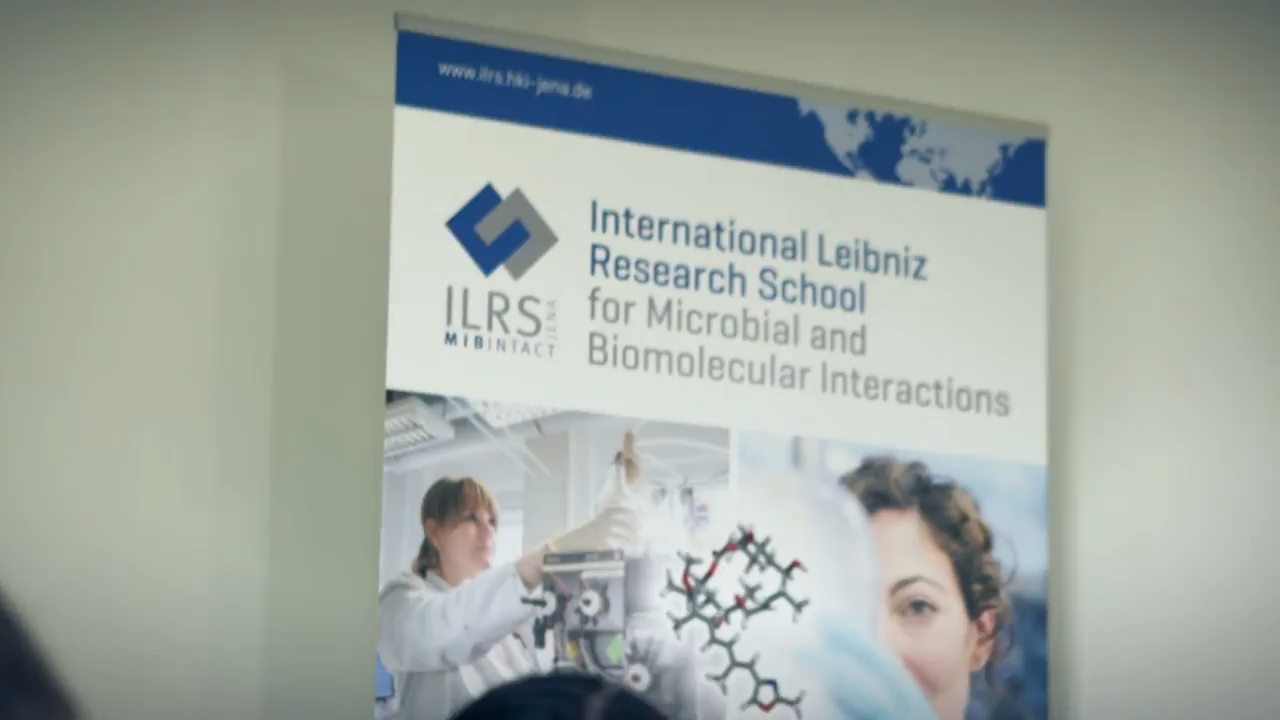 www.ilrs.hki-jena.de
International Leibniz
Research School
for Microbial and
Biomolecular Interactions
ILRS JENA
MIBINTACT